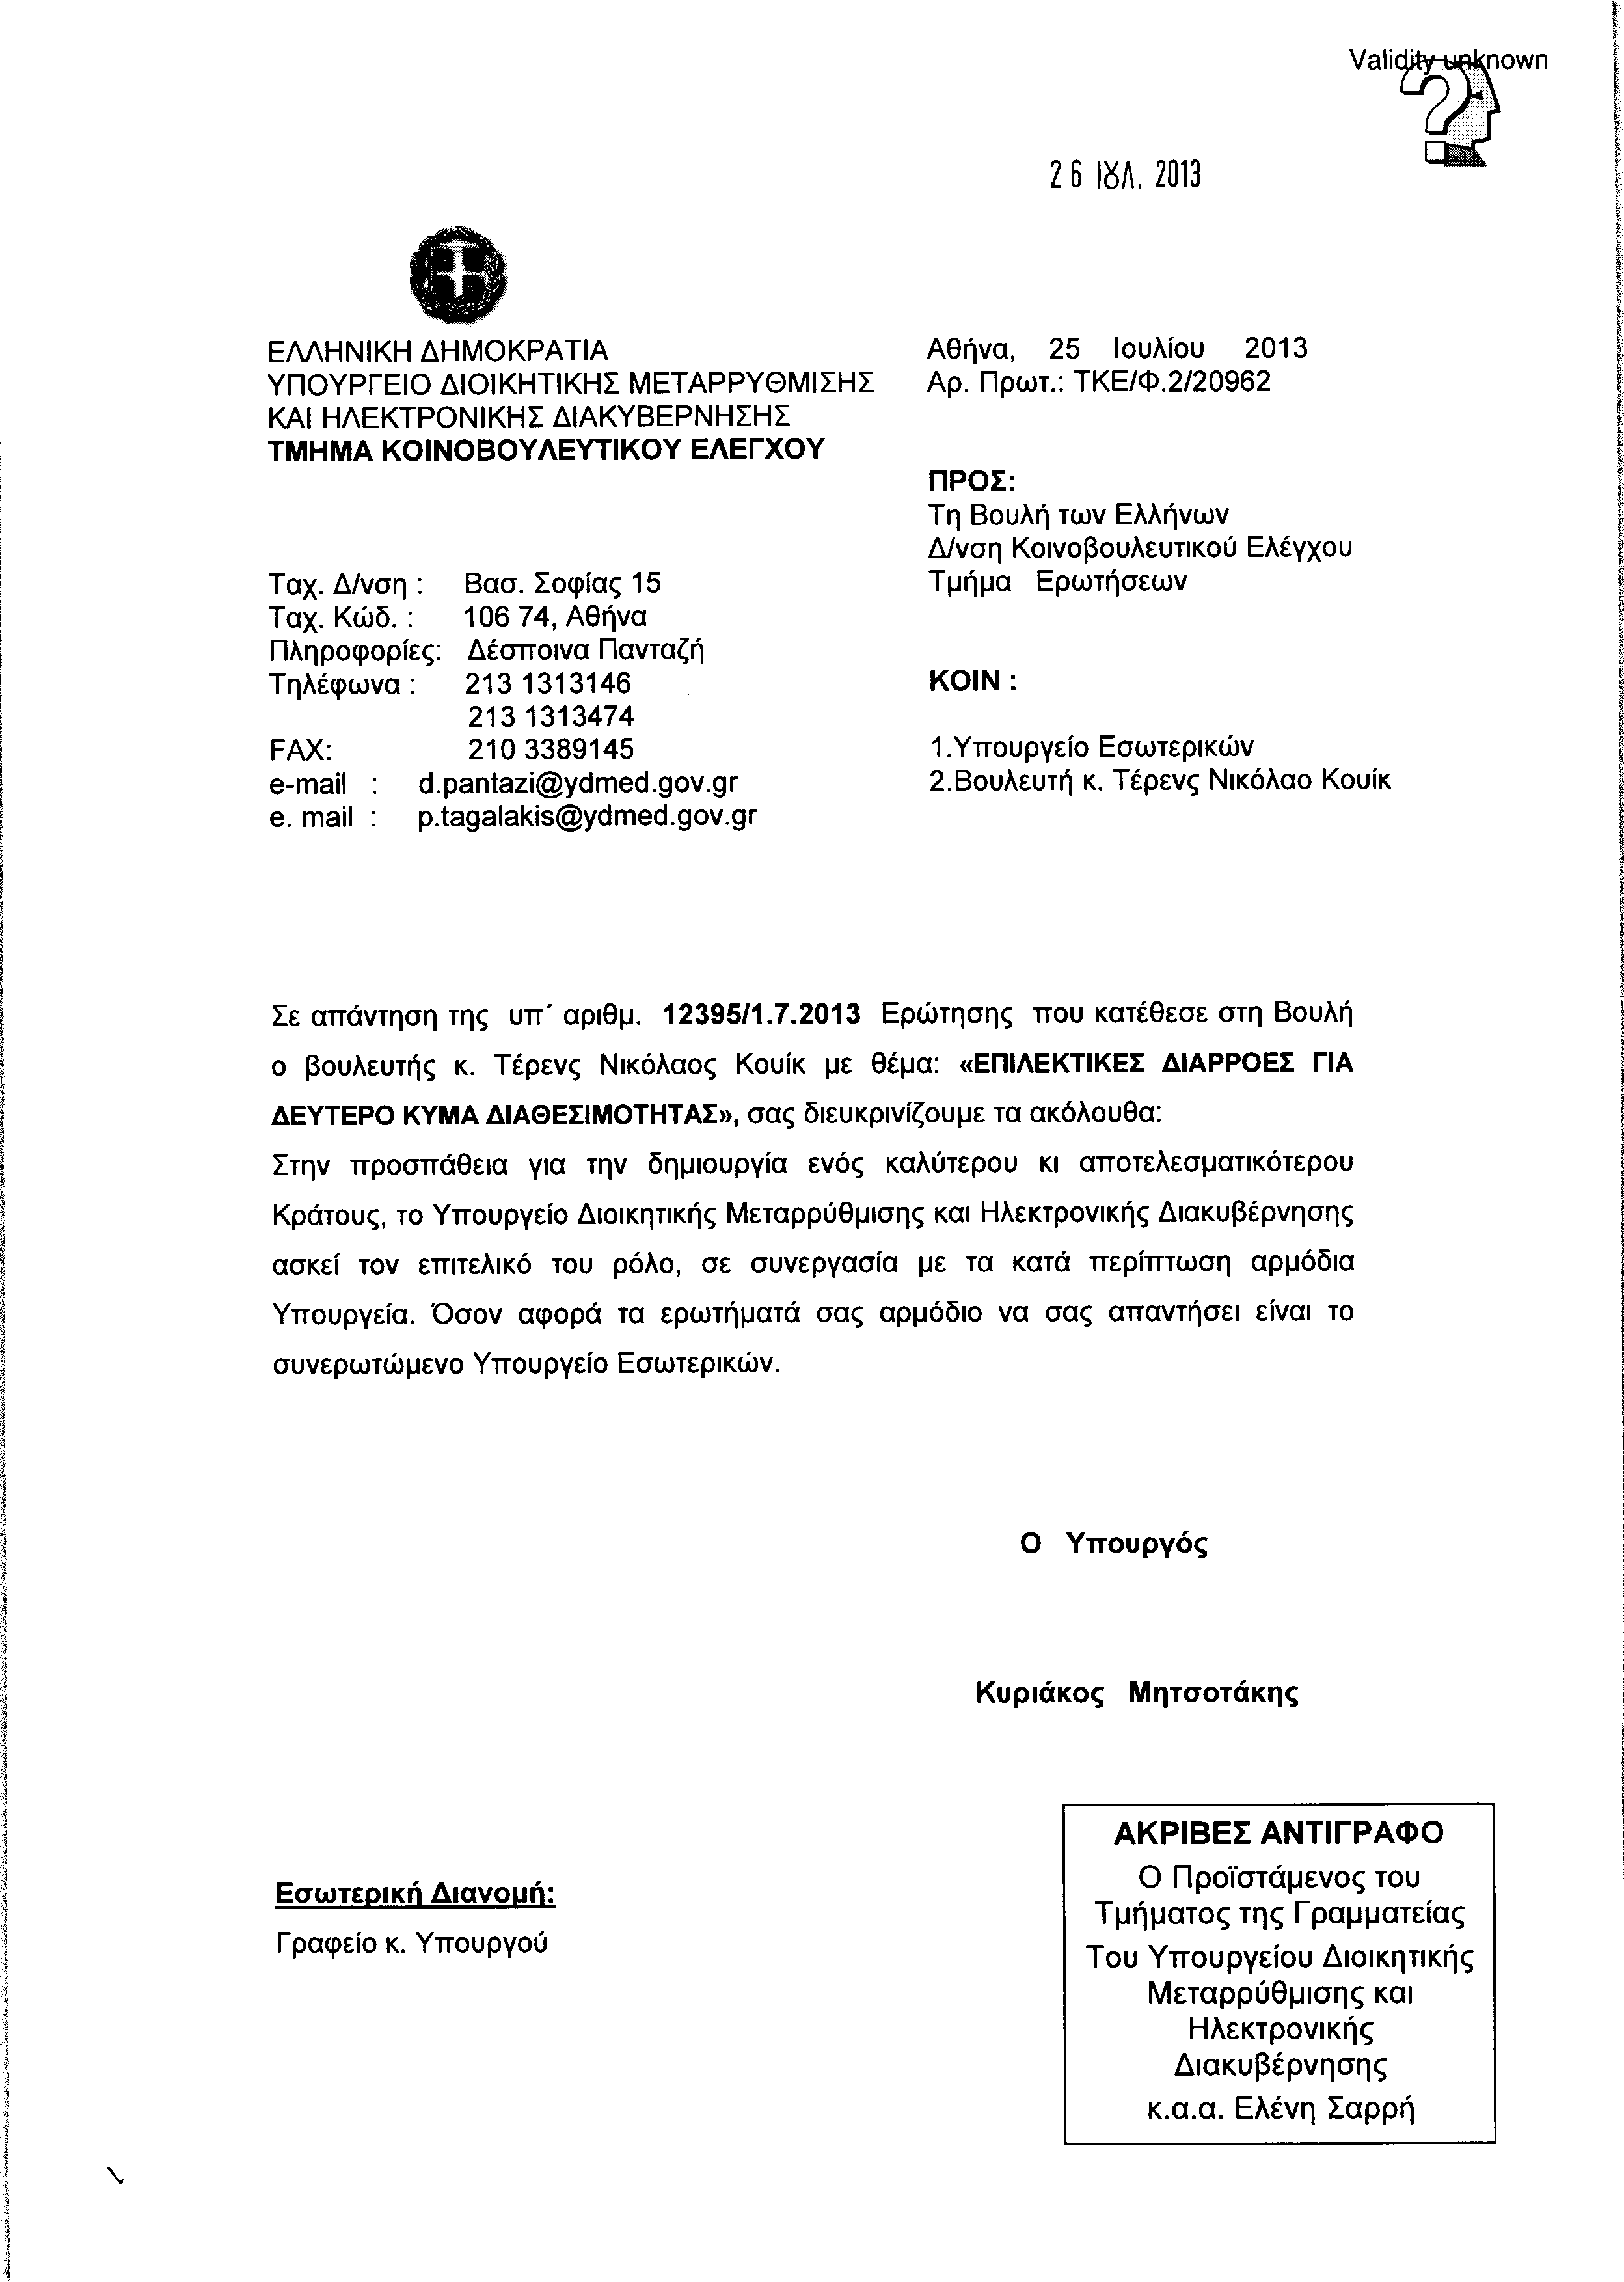 Validity unknown
26 ΙΟΥΛ. 2013
ΕΛΛΗΝΙΚΗ ΔΗΜΟΚΡΑΤΙΑ
ΥΠΟΥΡΓΕΙΟ ΔΙΟΙΚΗΤΙΚΗΣ ΜΕΤΑΡΡΥΘΜΙΣΗΣ
ΚΑΙ ΗΛΕΚΤΡΟΝΙΚΗΣ ΔΙΑΚΥΒΕΡΝΗΣΗΣ
ΤΜΗΜΑ ΚΟΙΝΟΒΟΥΛΕΥΤΙΚΟΥ ΕΛΕΓΧΟΥ
Ταχ. Δ/νση : Βασ. Σοφίας 15
Ταχ. Κώδ. : 106 74, Αθήνα
Πληροφορίες: Δέσποινα Πανταζή
Τηλέφωνα : 213 1313146
213 1313474
FAX: 210 3389145
e-mail : d.pantazi@ydmed.gov.gr
e. mail : p.tagalakis@ydmed.gov.gr
Αθήνα, 25 Ιουλίου 2013
Αρ. Πρωτ.: ΤΚΕ/Φ.2/20962
ΠΡΟΣ:
Τη Βουλή των Ελλήνων
Δ/νση Κοινοβουλευτικού Ελέγχου
Τμήμα Ερωτήσεων
ΚΟΙΝ :
1.Υπουργείο Εσωτερικών
2.Βουλευτή κ. Τέρενς Νικόλαο Κουίκ
Σε απάντηση της υπ΄ αριθμ. 12395/1.7.2013 Ερώτησης που κατέθεσε στη Βουλή
ο βουλευτής κ. Τέρενς Νικόλαος Κουίκ με θέμα: «ΕΠΙΛΕΚΤΙΚΕΣ ΔΙΑΡΡΟΕΣ ΓΙΑ
ΔΕΥΤΕΡΟ ΚΥΜΑ ΔΙΑΘΕΣΙΜΟΤΗΤΑΣ», σας διευκρινίζουμε τα ακόλουθα:
Στην προσπάθεια για την δημιουργία ενός καλύτερου κι αποτελεσματικότερου
Κράτους, το Υπουργείο Διοικητικής Μεταρρύθμισης και Ηλεκτρονικής Διακυβέρνησης
ασκεί τον επιτελικό του ρόλο, σε συνεργασία με τα κατά περίπτωση αρμόδια
Υπουργεία. Όσον αφορά τα ερωτήματά σας αρμόδιο να σας απαντήσει είναι το
συνερωτώμενο Υπουργείο Εσωτερικών.
Ο Υπουργός
Κυριάκος Μητσοτάκης
Εσωτερική Διανομή:
Γραφείο κ. Υπουργού
ΑΚΡΙΒΕΣ ΑΝΤΙΓΡΑΦΟ
Ο Προϊστάμενος του
Τμήματος της Γραμματείας
Του Υπουργείου Διοικητικής
Μεταρρύθμισης και
Ηλεκτρονικής
Διακυβέρνησης
κ.α.α. Ελένη Σαρρή